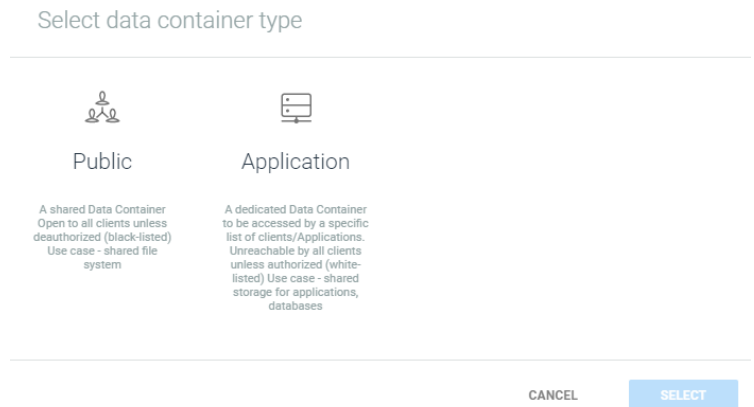 Select data container type
Public
A shared Data Container
Open to all clients unless
deauthorized (black-listed)
Use case - shared file
system
Application
A dedicated Data Container
to be accessed by a specific
list of clients/Applications.
Unreachable by all clients
unless authorized (white-
listed) Use case - shared
storage for applications,
databases
CANCEL
SELECT